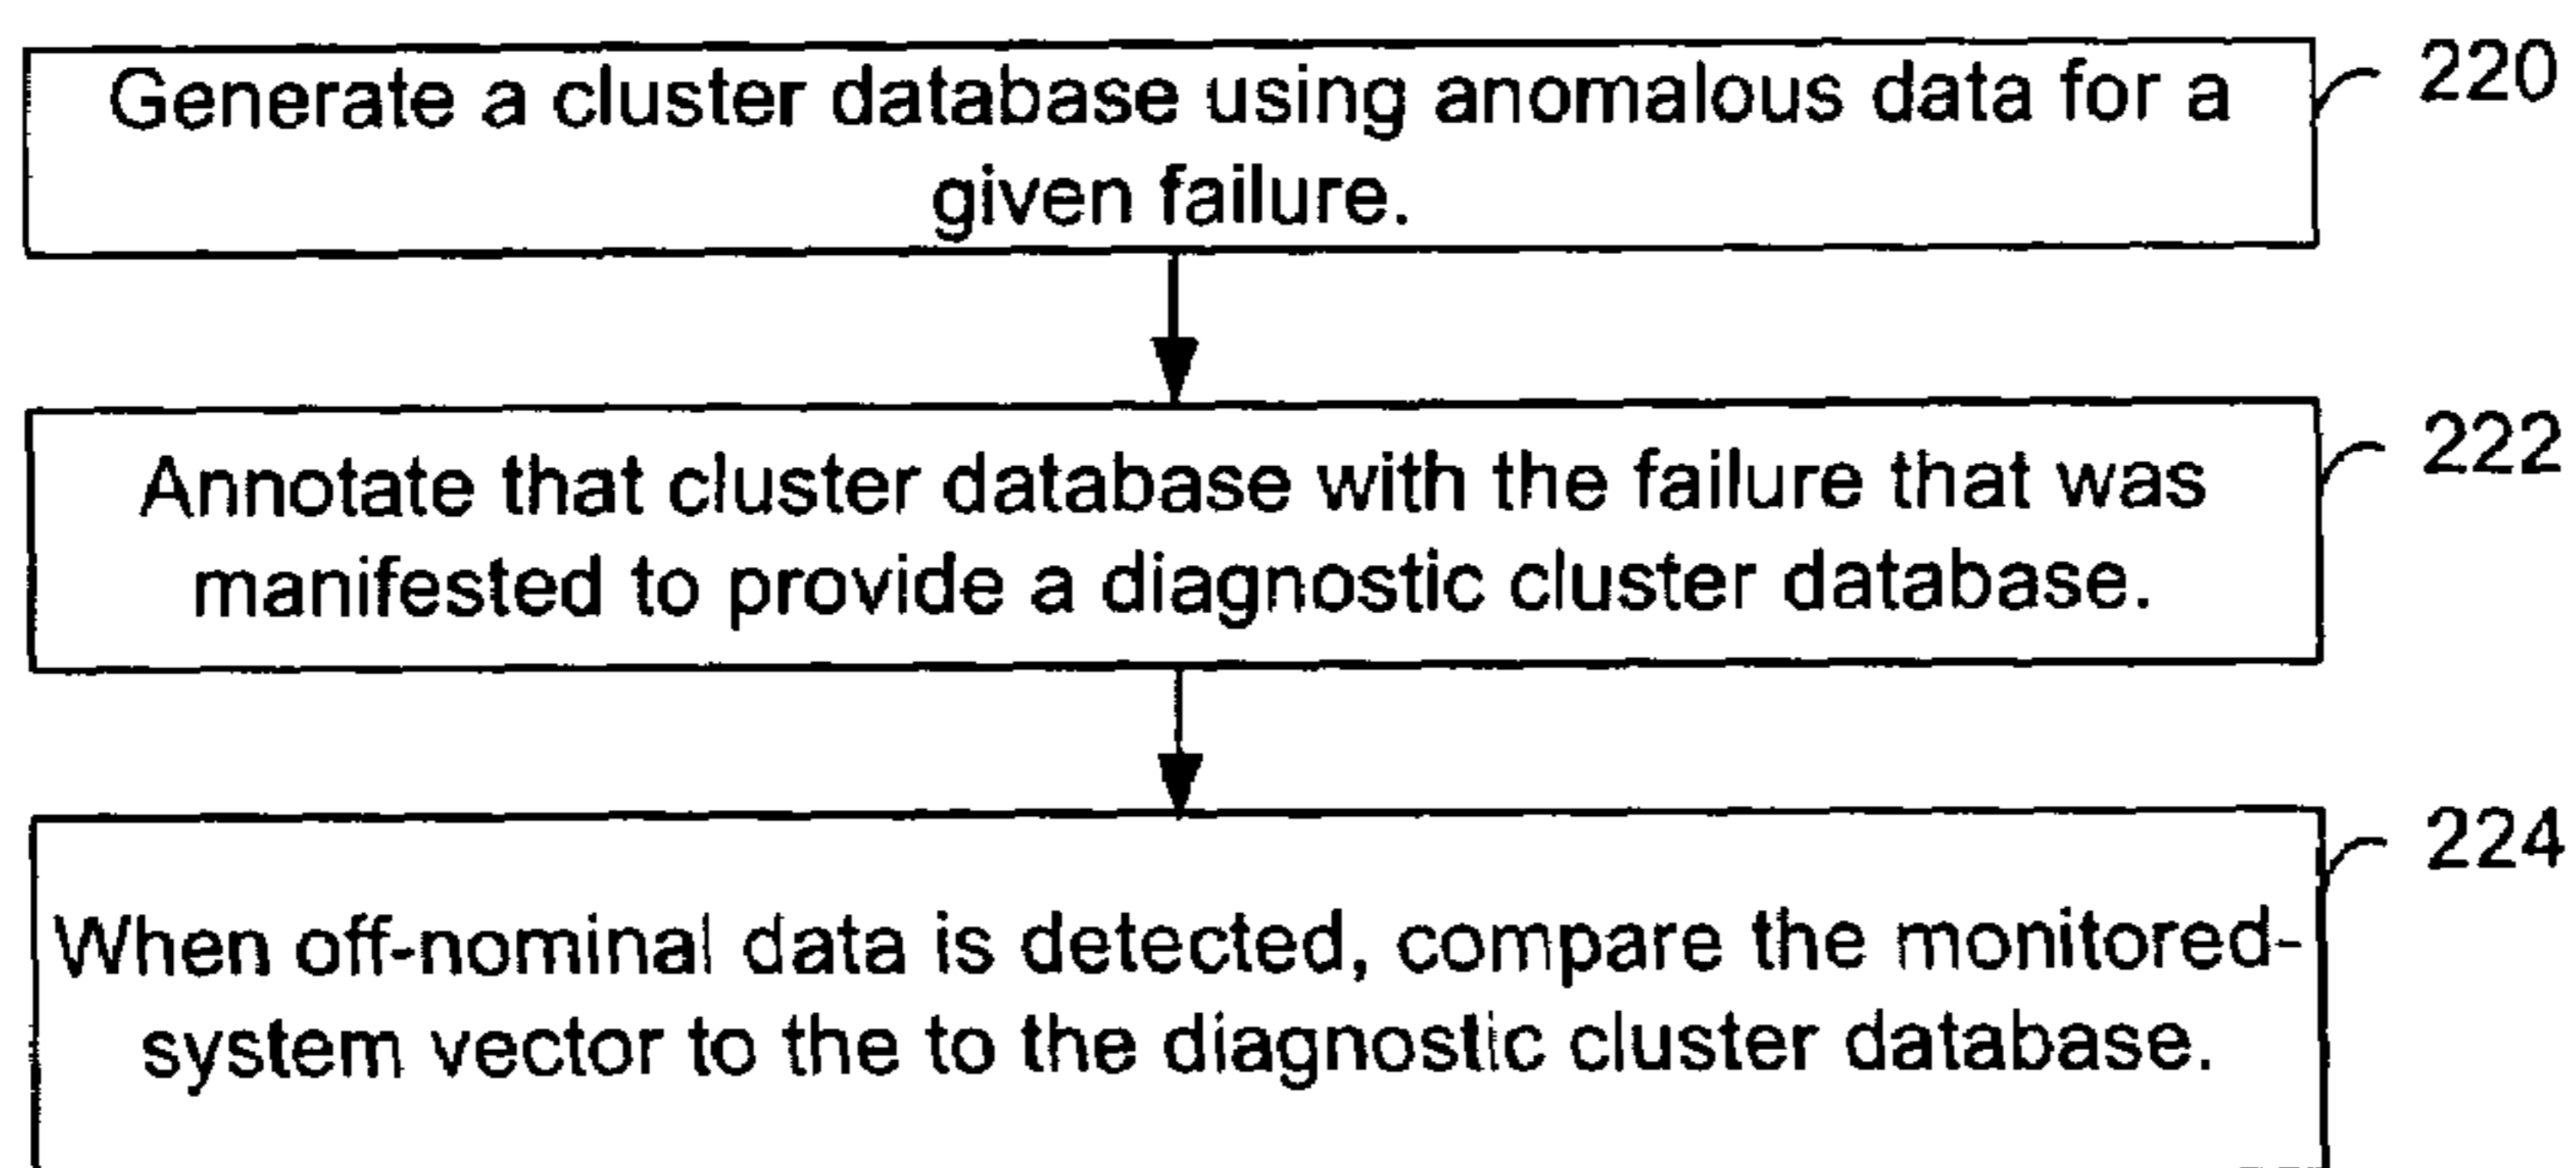 Generate a cluster database using anomalous data for a
given failure.
220
Annotate that cluster database with the failure that was
manifested to provide a diagnostic cluster database.
222
When off-nominal data is detected, compare the monitored-
system vector to the to the diagnostic cluster database.
224